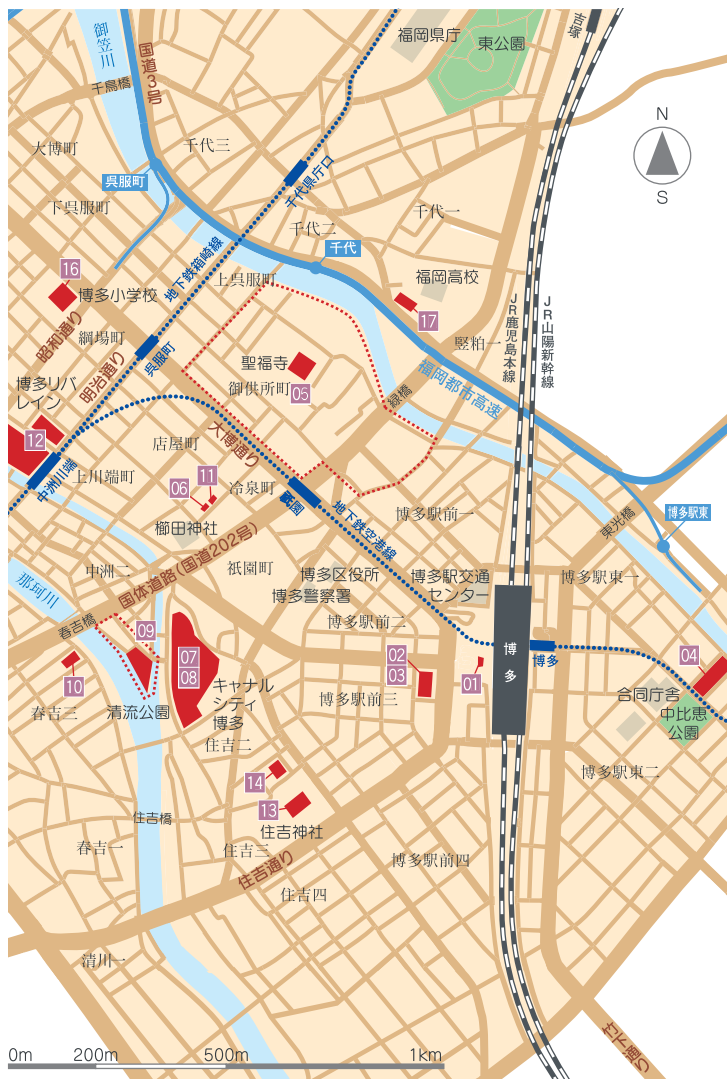 御笠川
国道3号
千鳥橋
福岡県庁
東公園
吉塚
N
S
大博町
千代三
呉服町
千代県庁口
下呉服町
千代二
千代一
千代
地下鉄箱崎線
上呉服町
福岡高校
16
博多小学校
17
昭和通り
綱場町
呉服町
JR鹿児島本線
JR山陽新幹線
竪粕一
明治通り
聖福寺
御供所町
05
緑橋
福岡都市高速
博多リバ
レイン
12
大博通り
店屋町
中洲川端
上川端町
06
11
冷泉町
祇園
地下鉄空港線
博多駅前一
東光橋
博多駅東
櫛田神社
国体道路(国道202号)
祇園町
中洲二
那珂川
博多区役所
博多警察署
博多駅交通
センター
博多駅東一
春吉橋
博多駅前二
09
07
08
02
03
01
博多
博多
04
10
キャナル
シティ
博多
合同庁舎
中比恵
公園
春吉三
清流公園
博多駅前三
住吉二
博多駅東二
14
13
住吉橋
住吉神社
春吉一
住吉三
住吉通り
博多駅前四
住吉四
清川一
竹下通り
0m
200m
500m
1km